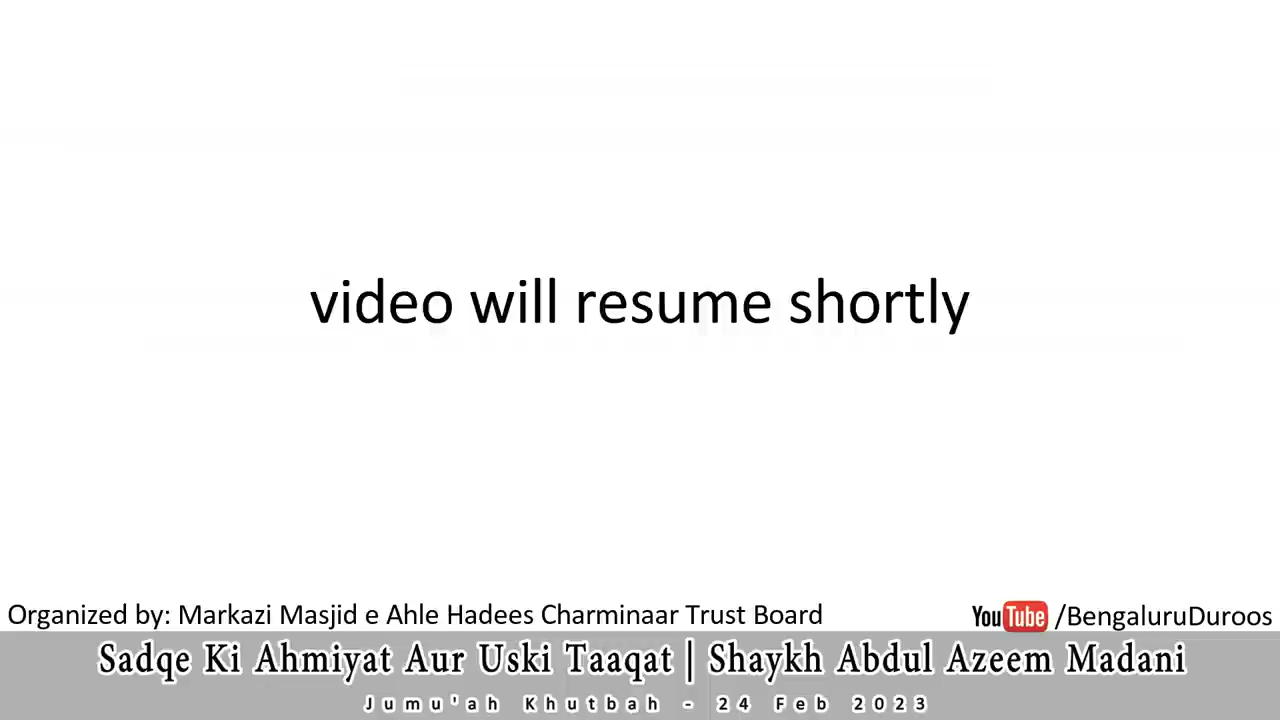 video will resume shortly
Organized by: Markazi Masjid e Ahle Hadees Charminaar Trust Board
YouTube /BengaluruDuroos
Sadqe Ki Ahmiyat Aur Uski Taaqat | Shaykh Abdul Azeem Madani
Jumu'ah Khutbah - 24 Feb 2023